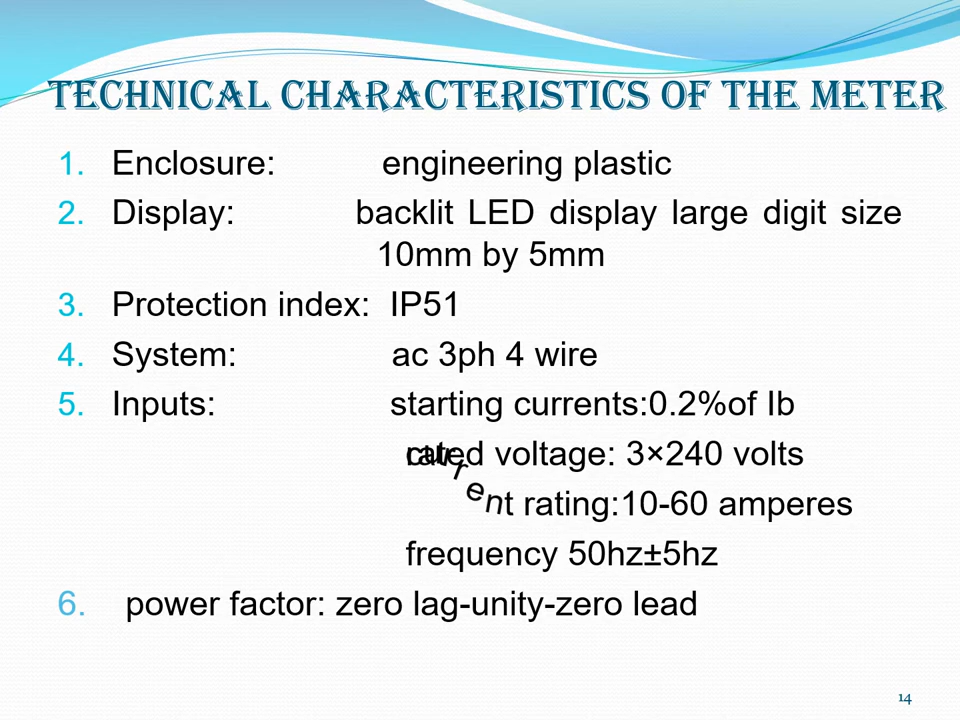 TECHNICAL CHARACTERISTICS OF THE METER
1. Enclosure: engineering plastic
2. Display: backlit LED display large digit size
10mm by 5mm
3. Protection index: IP51
4. System: ac 3ph 4 wire
5. Inputs: starting currents:0.2%of Ib
rated voltage: 3×240 volts
current rating:10-60 amperes
frequency 50hz±5hz
6. power factor: zero lag-unity-zero lead
14